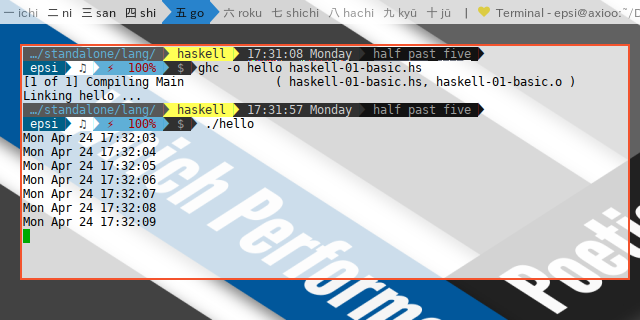 一 ichi 二 ni 三 san 四 shi 五 go 六 roku 七 shichi 八 hachi 九 kyū 十 jū | Terminal - epsi@axioo:~/D
…/standalone/lang/ haskell 17:31:08 Monday half past five
epsi ♫ ⚡ 100% $ ghc -o hello haskell-01-basic.hs
[1 of 1] Compiling Main ( haskell-01-basic.hs, haskell-01-basic.o )
Linking hello ...
…/standalone/lang/ haskell 17:31:57 Monday half past five
epsi ♫ ⚡ 100% $ ./hello
Mon Apr 24 17:32:03
Mon Apr 24 17:32:04
Mon Apr 24 17:32:05
Mon Apr 24 17:32:06
Mon Apr 24 17:32:07
Mon Apr 24 17:32:08
Mon Apr 24 17:32:09